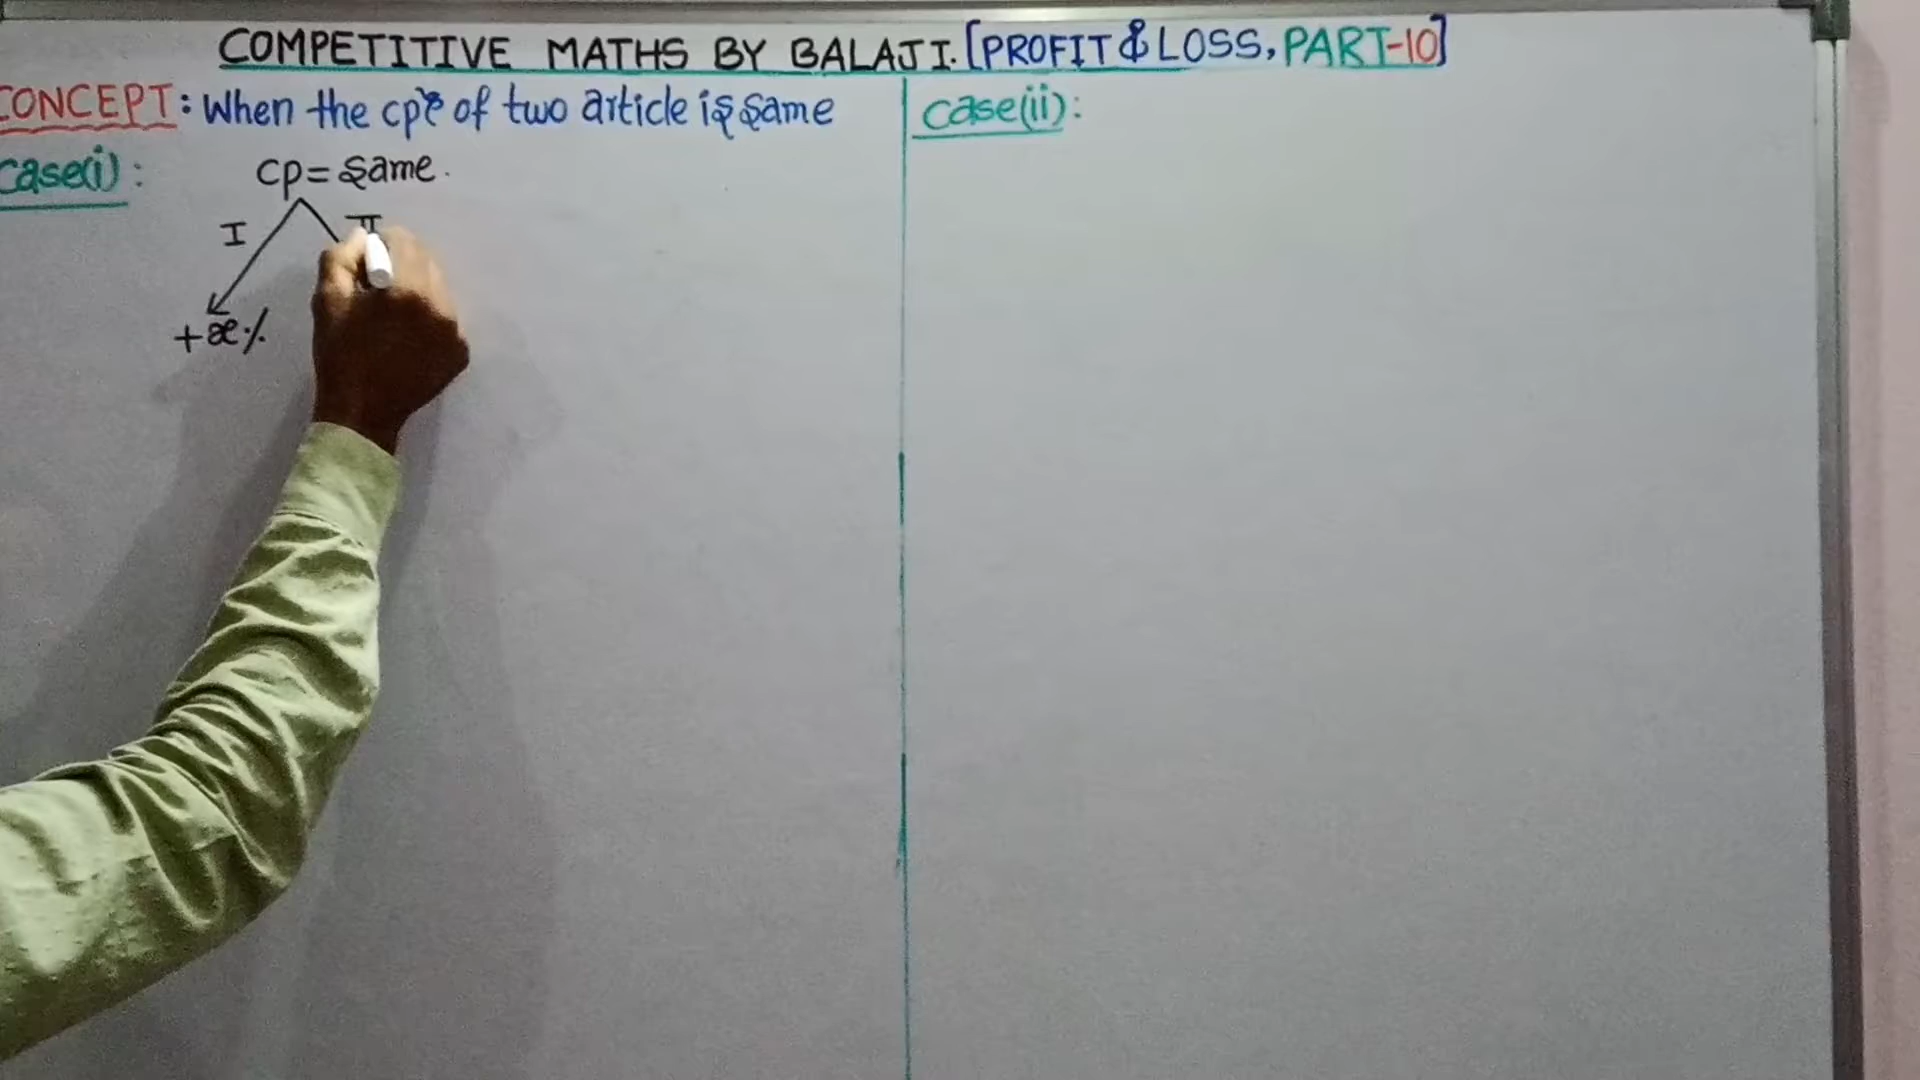 COMPETITIVE MATHS BY BALAJI. [PROFIT & LOSS, PART-10]
CONCEPT: When the cp's of two article is same
case(i):
CP = same.
I
II
+x%
case(ii):